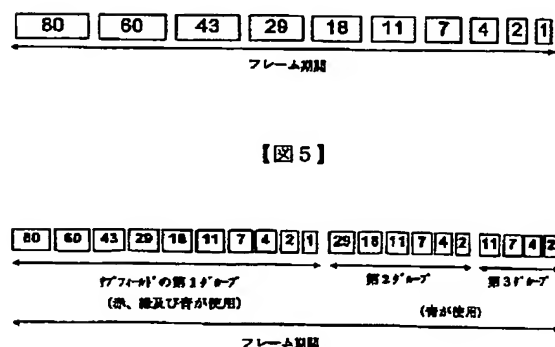 80 60 43 29 18 11 7 4 2 1
フレーム期間
【図5】
80 60 43 29 18 11 7 4 2 1 29 18 11 7 4 2 11 7 4 2
サブフィールドの第1グループ 第2グループ 第3グループ
(赤、緑及び青が使用) (青が使用)
フレーム期間